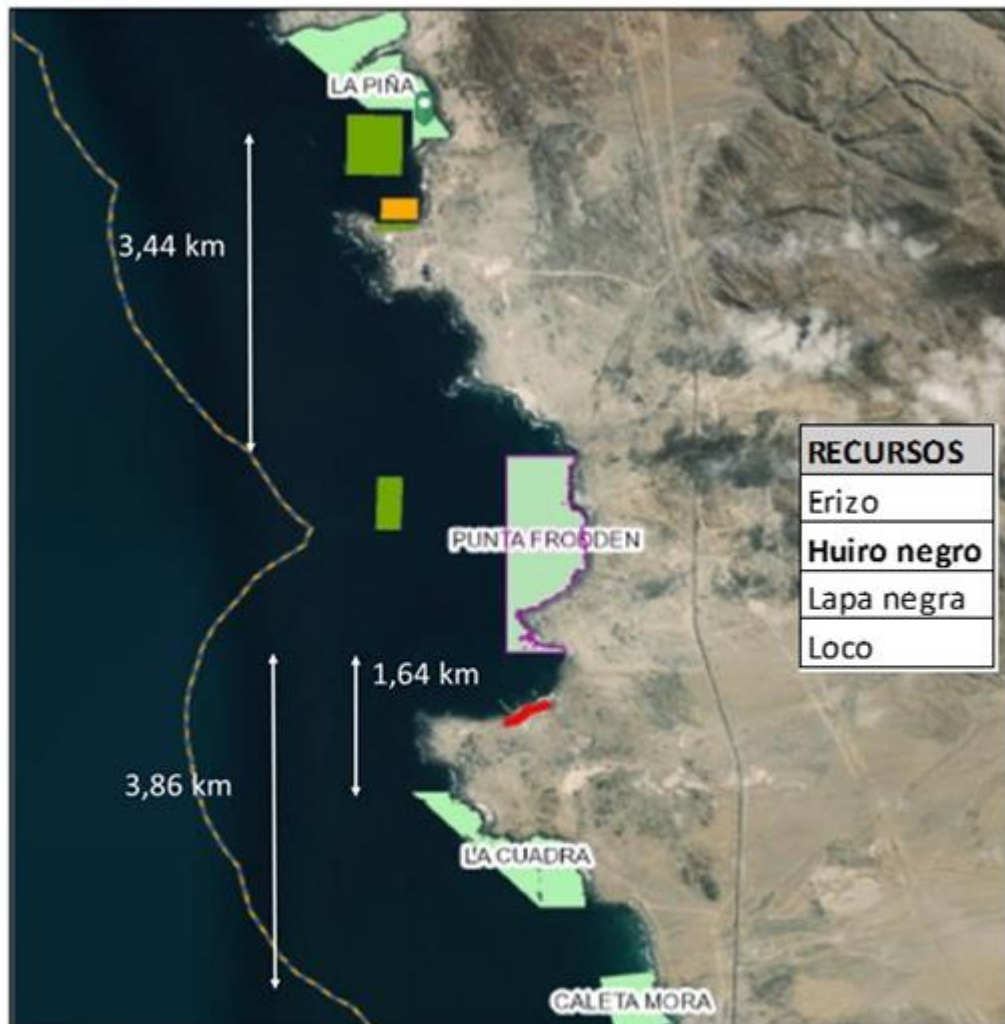 LA PIÑA
3,44 km
RECURSOS
Erizo
Huiro negro
Lapa negra
Loco
PUNTA FRODDEN
1,64 km
3,86 km
LA CUADRA
CALETA MORA